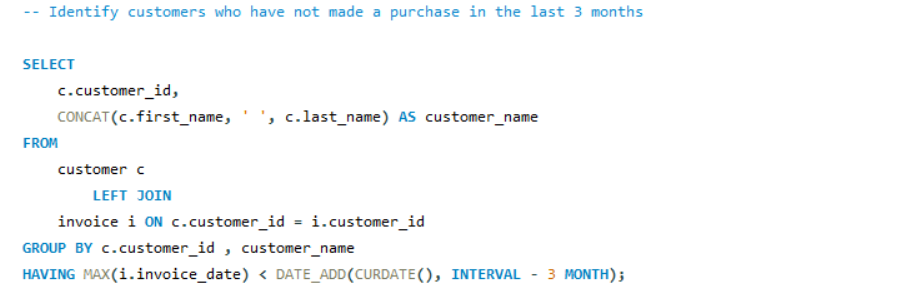 -- Identify customers who have not made a purchase in the last 3 months
SELECT
c.customer_id,
CONCAT(c.first_name, ' ', c.last_name) AS customer_name
FROM
customer c
LEFT JOIN
invoice i ON c.customer_id = i.customer_id
GROUP BY c.customer_id , customer_name
HAVING MAX(i.invoice_date) < DATE_ADD(CURDATE(), INTERVAL - 3 MONTH);